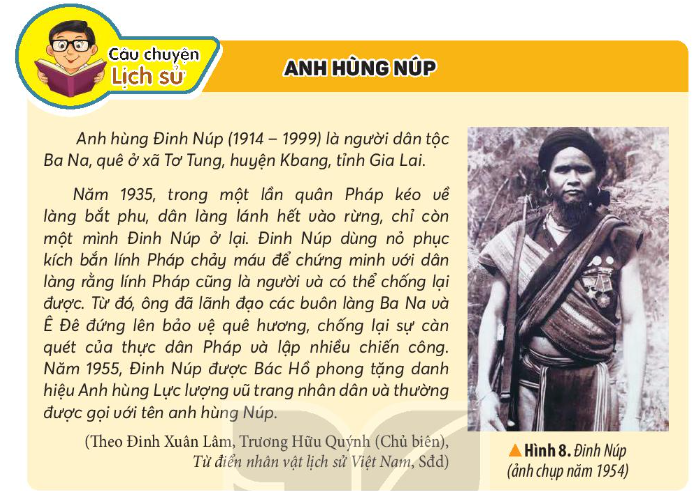 Câu chuyện
Lịch sử
ANH HÙNG NÚP
Anh hùng Đinh Núp (1914 – 1999) là người dân tộc
Ba Na, quê ở xã Tơ Tung, huyện Kbang, tỉnh Gia Lai.
Năm 1935, trong một lần quân Pháp kéo về
làng bắt phu, dân làng lánh hết vào rừng, chỉ còn
một mình Đinh Núp ở lại. Đinh Núp dùng nỏ phục
kích bắn lính Pháp chảy máu để chứng minh với dân
làng rằng lính Pháp cũng là người và có thể chống lại
được. Từ đó, ông đã lãnh đạo các buôn làng Ba Na và
Ê Đê đứng lên bảo vệ quê hương, chống lại sự càn
quét của thực dân Pháp và lập nhiều chiến công.
Năm 1955, Đinh Núp được Bác Hồ phong tặng danh
hiệu Anh hùng Lực lượng vũ trang nhân dân và thường
được gọi với tên anh hùng Núp.
(Theo Đinh Xuân Lâm, Trương Hữu Quýnh (Chủ biên),
Từ điển nhân vật lịch sử Việt Nam, Sđd)
▲ Hình 8. Đinh Núp
(ảnh chụp năm 1954)